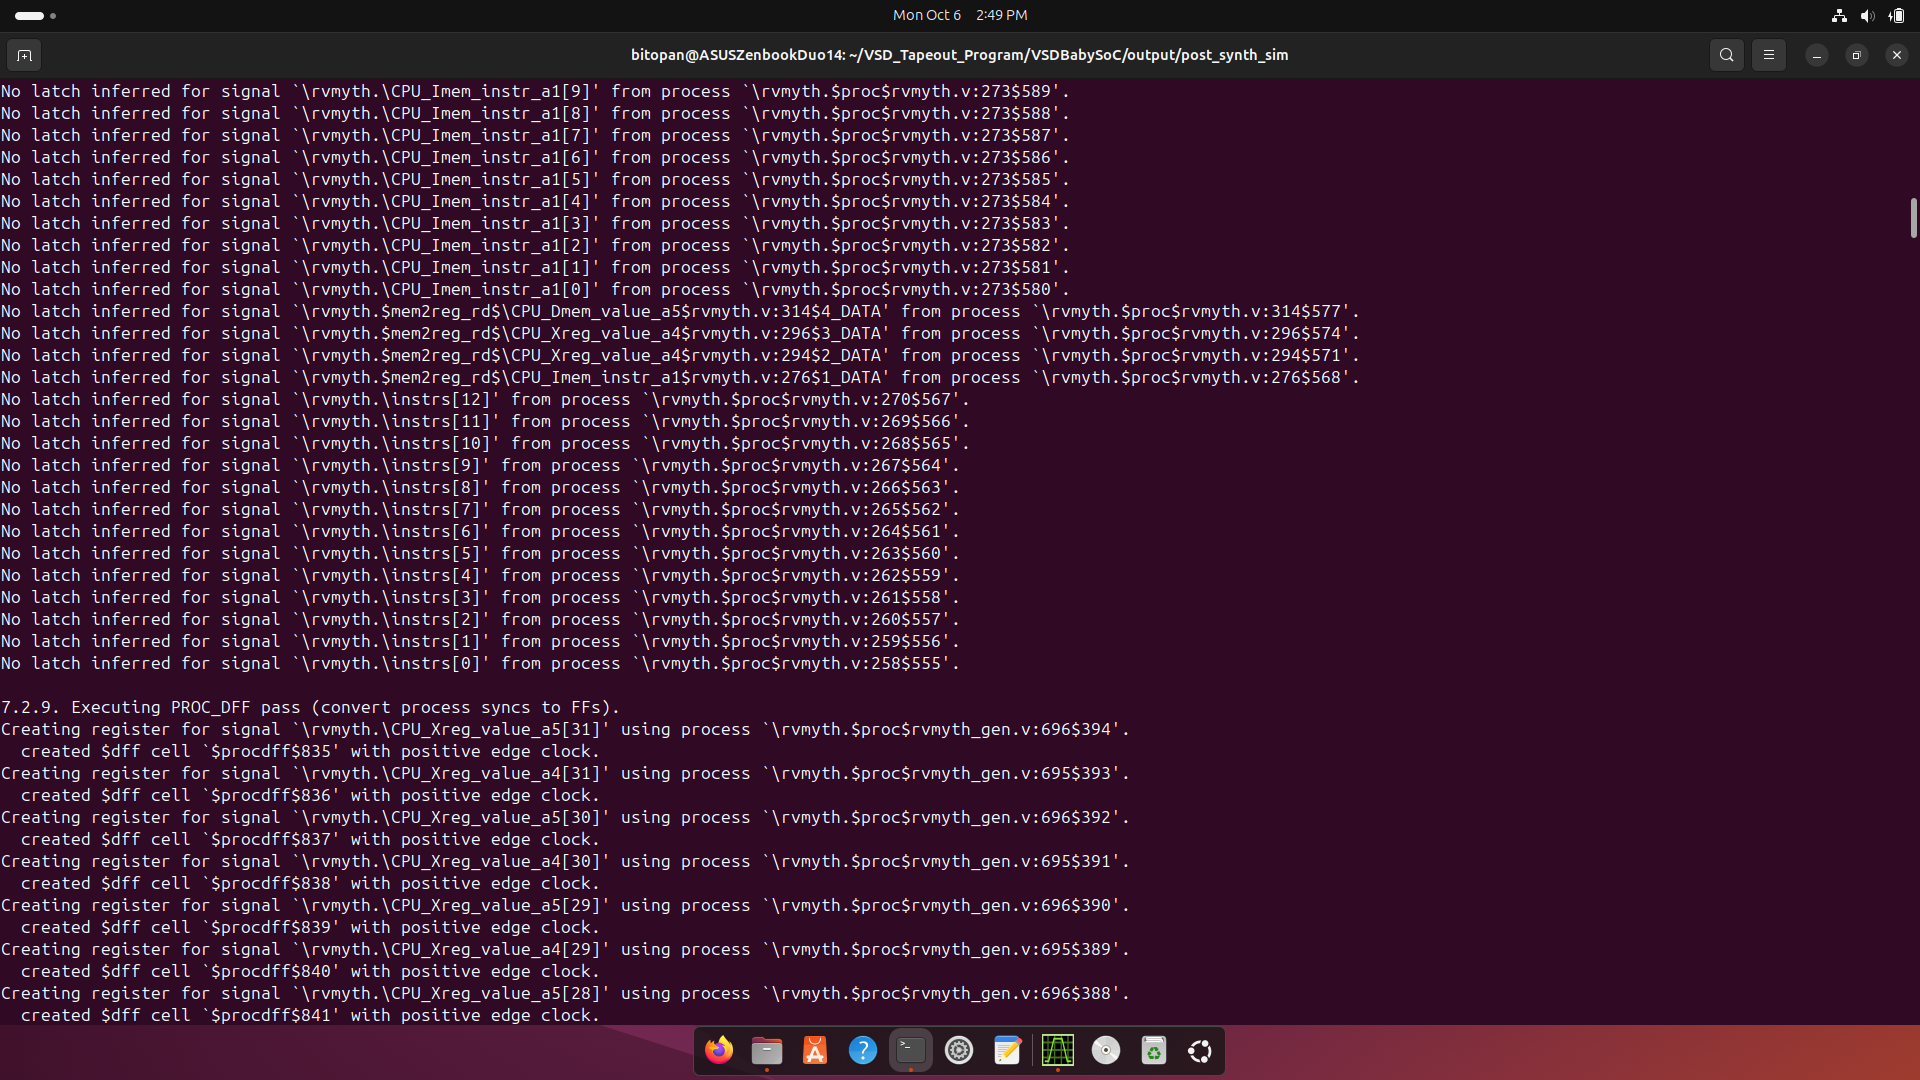 Mon Oct 6 2:49 PM
bitopan@ASUSZenbookDuo14: ~/VSD_Tapeout_Program/VSDBabySoC/output/post_synth_sim
No latch inferred for signal `\rvmyth.\CPU_Imem_instr_a1[9]' from process `\rvmyth.$proc$rvmyth.v:273$589'.
No latch inferred for signal `\rvmyth.\CPU_Imem_instr_a1[8]' from process `\rvmyth.$proc$rvmyth.v:273$588'.
No latch inferred for signal `\rvmyth.\CPU_Imem_instr_a1[7]' from process `\rvmyth.$proc$rvmyth.v:273$587'.
No latch inferred for signal `\rvmyth.\CPU_Imem_instr_a1[6]' from process `\rvmyth.$proc$rvmyth.v:273$586'.
No latch inferred for signal `\rvmyth.\CPU_Imem_instr_a1[5]' from process `\rvmyth.$proc$rvmyth.v:273$585'.
No latch inferred for signal `\rvmyth.\CPU_Imem_instr_a1[4]' from process `\rvmyth.$proc$rvmyth.v:273$584'.
No latch inferred for signal `\rvmyth.\CPU_Imem_instr_a1[3]' from process `\rvmyth.$proc$rvmyth.v:273$583'.
No latch inferred for signal `\rvmyth.\CPU_Imem_instr_a1[2]' from process `\rvmyth.$proc$rvmyth.v:273$582'.
No latch inferred for signal `\rvmyth.\CPU_Imem_instr_a1[1]' from process `\rvmyth.$proc$rvmyth.v:273$581'.
No latch inferred for signal `\rvmyth.\CPU_Imem_instr_a1[0]' from process `\rvmyth.$proc$rvmyth.v:273$580'.
No latch inferred for signal `\rvmyth.$mem2reg_rd$\CPU_Dmem_value_a5$rvmyth.v:314$4_DATA' from process `\rvmyth.$proc$rvmyth.v:314$577'.
No latch inferred for signal `\rvmyth.$mem2reg_rd$\CPU_Xreg_value_a4$rvmyth.v:296$3_DATA' from process `\rvmyth.$proc$rvmyth.v:296$574'.
No latch inferred for signal `\rvmyth.$mem2reg_rd$\CPU_Xreg_value_a4$rvmyth.v:294$2_DATA' from process `\rvmyth.$proc$rvmyth.v:294$571'.
No latch inferred for signal `\rvmyth.$mem2reg_rd$\CPU_Imem_instr_a1$rvmyth.v:276$1_DATA' from process `\rvmyth.$proc$rvmyth.v:276$568'.
No latch inferred for signal `\rvmyth.\instrs[12]' from process `\rvmyth.$proc$rvmyth.v:270$567'.
No latch inferred for signal `\rvmyth.\instrs[11]' from process `\rvmyth.$proc$rvmyth.v:269$566'.
No latch inferred for signal `\rvmyth.\instrs[10]' from process `\rvmyth.$proc$rvmyth.v:268$565'.
No latch inferred for signal `\rvmyth.\instrs[9]' from process `\rvmyth.$proc$rvmyth.v:267$564'.
No latch inferred for signal `\rvmyth.\instrs[8]' from process `\rvmyth.$proc$rvmyth.v:266$563'.
No latch inferred for signal `\rvmyth.\instrs[7]' from process `\rvmyth.$proc$rvmyth.v:265$562'.
No latch inferred for signal `\rvmyth.\instrs[6]' from process `\rvmyth.$proc$rvmyth.v:264$561'.
No latch inferred for signal `\rvmyth.\instrs[5]' from process `\rvmyth.$proc$rvmyth.v:263$560'.
No latch inferred for signal `\rvmyth.\instrs[4]' from process `\rvmyth.$proc$rvmyth.v:262$559'.
No latch inferred for signal `\rvmyth.\instrs[3]' from process `\rvmyth.$proc$rvmyth.v:261$558'.
No latch inferred for signal `\rvmyth.\instrs[2]' from process `\rvmyth.$proc$rvmyth.v:260$557'.
No latch inferred for signal `\rvmyth.\instrs[1]' from process `\rvmyth.$proc$rvmyth.v:259$556'.
No latch inferred for signal `\rvmyth.\instrs[0]' from process `\rvmyth.$proc$rvmyth.v:258$555'.
7.2.9. Executing PROC_DFF pass (convert process syncs to FFs).
Creating register for signal `\rvmyth.\CPU_Xreg_value_a5[31]' using process `\rvmyth.$proc$rvmyth_gen.v:696$394'.
created $dff cell `$procdff$835' with positive edge clock.
Creating register for signal `\rvmyth.\CPU_Xreg_value_a4[31]' using process `\rvmyth.$proc$rvmyth_gen.v:695$393'.
created $dff cell `$procdff$836' with positive edge clock.
Creating register for signal `\rvmyth.\CPU_Xreg_value_a5[30]' using process `\rvmyth.$proc$rvmyth_gen.v:696$392'.
created $dff cell `$procdff$837' with positive edge clock.
Creating register for signal `\rvmyth.\CPU_Xreg_value_a4[30]' using process `\rvmyth.$proc$rvmyth_gen.v:695$391'.
created $dff cell `$procdff$838' with positive edge clock.
Creating register for signal `\rvmyth.\CPU_Xreg_value_a5[29]' using process `\rvmyth.$proc$rvmyth_gen.v:696$390'.
created $dff cell `$procdff$839' with positive edge clock.
Creating register for signal `\rvmyth.\CPU_Xreg_value_a4[29]' using process `\rvmyth.$proc$rvmyth_gen.v:695$389'.
created $dff cell `$procdff$840' with positive edge clock.
Creating register for signal `\rvmyth.\CPU_Xreg_value_a5[28]' using process `\rvmyth.$proc$rvmyth_gen.v:696$388'.
created $dff cell `$procdff$841' with positive edge clock.